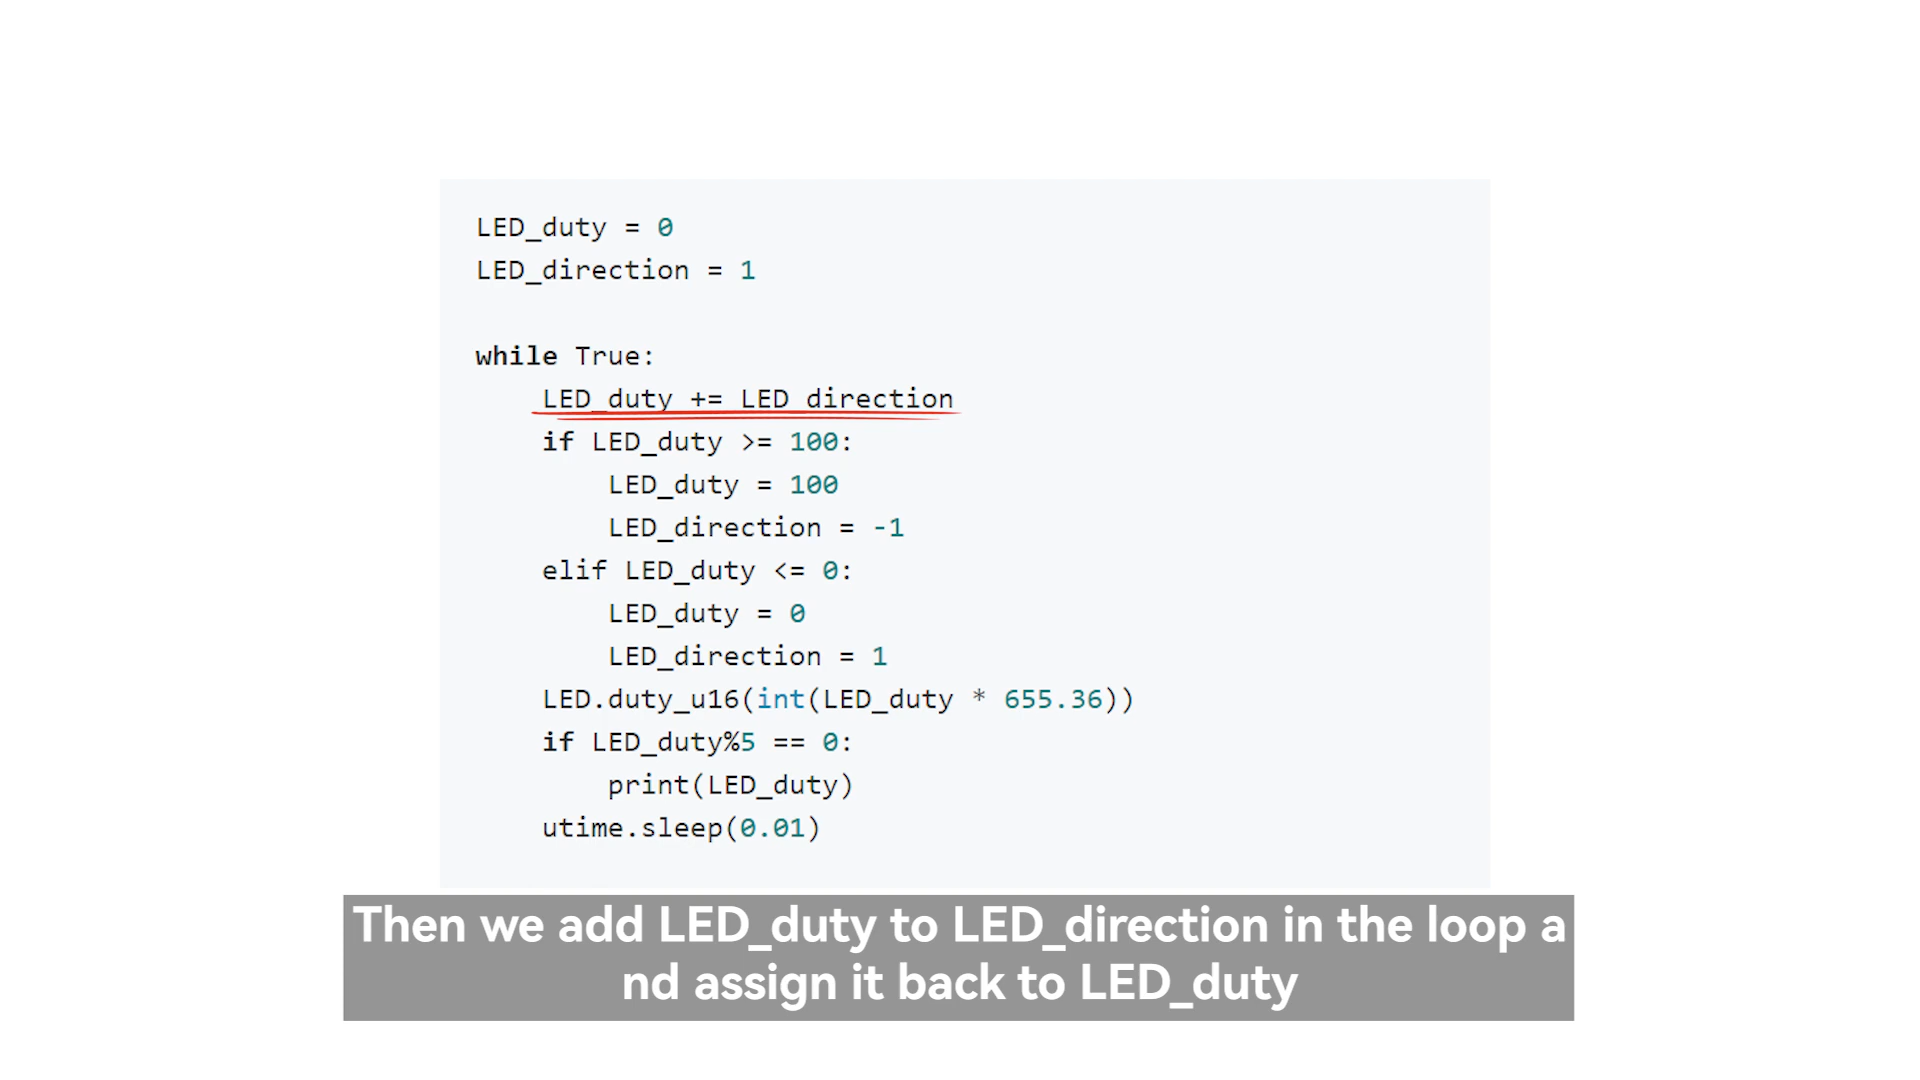 LED_duty = 0
LED_direction = 1
while True:
    LED_duty += LED_direction
    if LED_duty >= 100:
        LED_duty = 100
        LED_direction = -1
    elif LED_duty <= 0:
        LED_duty = 0
        LED_direction = 1
    LED.duty_u16(int(LED_duty * 655.36))
    if LED_duty%5 == 0:
        print(LED_duty)
    utime.sleep(0.01)
Then we add LED_duty to LED_direction in the loop a
nd assign it back to LED_duty